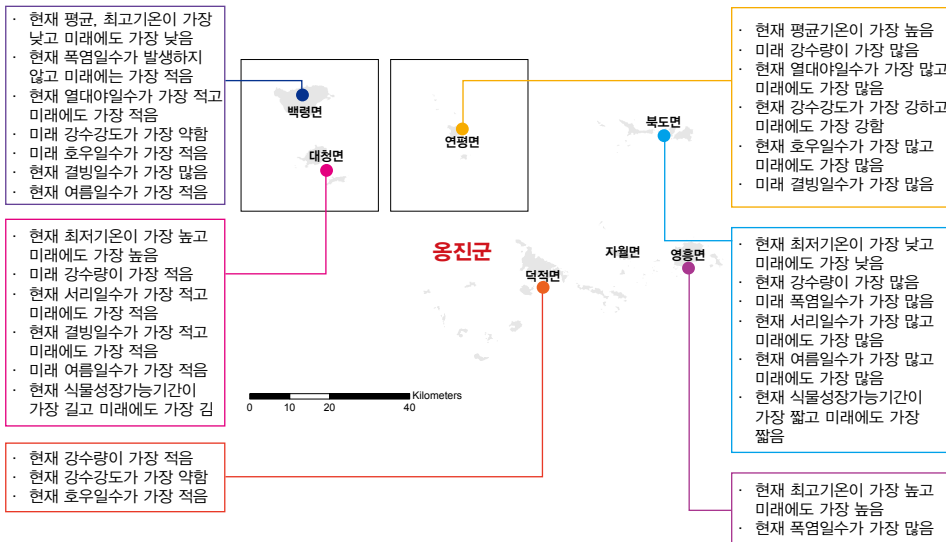 · 현재 평균, 최고기온이 가장
낮고 미래에도 가장 낮음
· 현재 폭염일수가 발생하지
않고 미래에는 가장 적음
· 현재 열대야일수가 가장 적고
미래에도 가장 적음
· 미래 강수강도가 가장 약함
· 미래 호우일수가 가장 적음
· 현재 결빙일수가 가장 많음
· 현재 여름일수가 가장 적음
· 현재 최저기온이 가장 높고
미래에도 가장 높음
· 미래 강수량이 가장 적음
· 현재 서리일수가 가장 적고
미래에도 가장 적음
· 현재 결빙일수가 가장 적고
미래에도 가장 적음
· 미래 여름일수가 가장 적음
· 현재 식물성장가능기간이
가장 길고 미래에도 가장 김
· 현재 강수량이 가장 적음
· 현재 강수강도가 가장 약함
· 현재 호우일수가 가장 적음
백령면
대청면
연평면
북도면
옹진군
자월면
영흥면
덕적면
Kilometers
0 10 20 40
· 현재 평균기온이 가장 높음
· 미래 강수량이 가장 많음
· 현재 열대야일수가 가장 많고
미래에도 가장 많음
· 현재 강수강도가 가장 강하고
미래에도 가장 강함
· 현재 호우일수가 가장 많고
미래에도 가장 많음
· 미래 결빙일수가 가장 많음
· 현재 최저기온이 가장 낮고
미래에도 가장 낮음
· 현재 강수량이 가장 많음
· 미래 폭염일수가 가장 많음
· 현재 서리일수가 가장 많고
미래에도 가장 많음
· 현재 여름일수가 가장 많고
미래에도 가장 많음
· 현재 식물성장가능기간이
가장 짧고 미래에도 가장
짧음
· 현재 최고기온이 가장 높고
미래에도 가장 높음
· 현재 폭염일수가 가장 많음